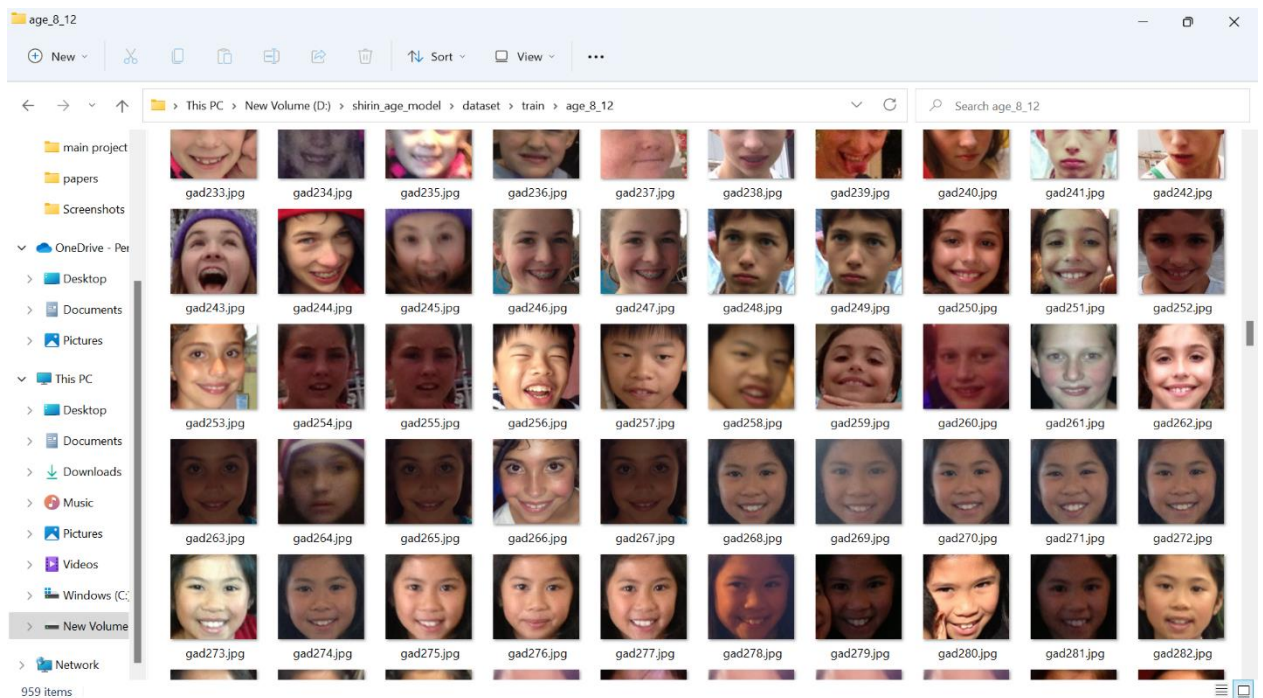 age_8_12
New
Sort
View
This PC > New Volume (D:) > shirin_age_model > dataset > train > age_8_12
Search age_8_12
main project
papers
Screenshots
OneDrive - Per
Desktop
Documents
Pictures
This PC
Desktop
Documents
Downloads
Music
Pictures
Videos
Windows (C:
New Volume
Network
gad233.jpg gad234.jpg gad235.jpg gad236.jpg gad237.jpg gad238.jpg gad239.jpg gad240.jpg gad241.jpg gad242.jpg
gad243.jpg gad244.jpg gad245.jpg gad246.jpg gad247.jpg gad248.jpg gad249.jpg gad250.jpg gad251.jpg gad252.jpg
gad253.jpg gad254.jpg gad255.jpg gad256.jpg gad257.jpg gad258.jpg gad259.jpg gad260.jpg gad261.jpg gad262.jpg
gad263.jpg gad264.jpg gad265.jpg gad266.jpg gad267.jpg gad268.jpg gad269.jpg gad270.jpg gad271.jpg gad272.jpg
gad273.jpg gad274.jpg gad275.jpg gad276.jpg gad277.jpg gad278.jpg gad279.jpg gad280.jpg gad281.jpg gad282.jpg
959 items